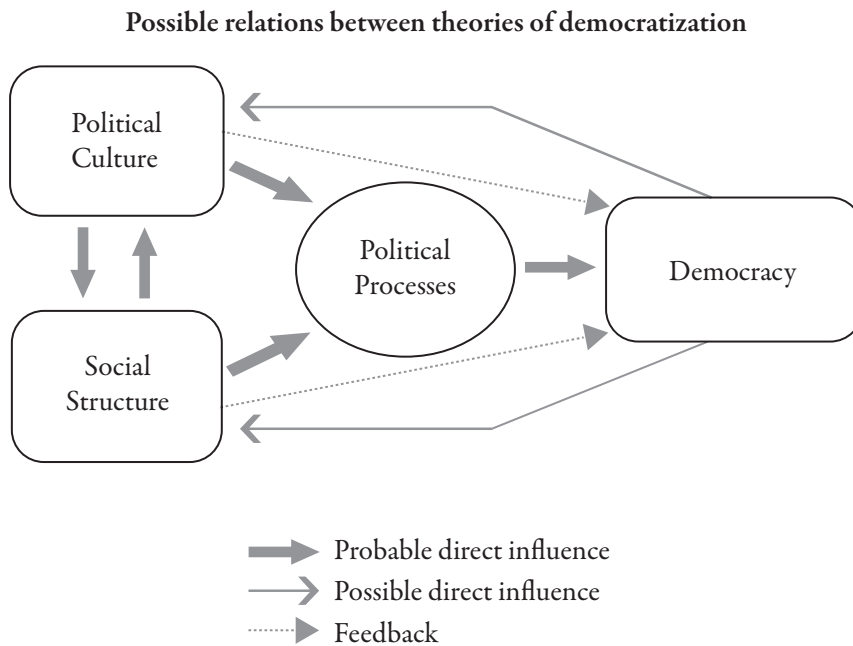 Possible relations between theories of democratization
Political
Culture
Political
Processes
Democracy
Social
Structure
Probable direct influence
Possible direct influence
Feedback